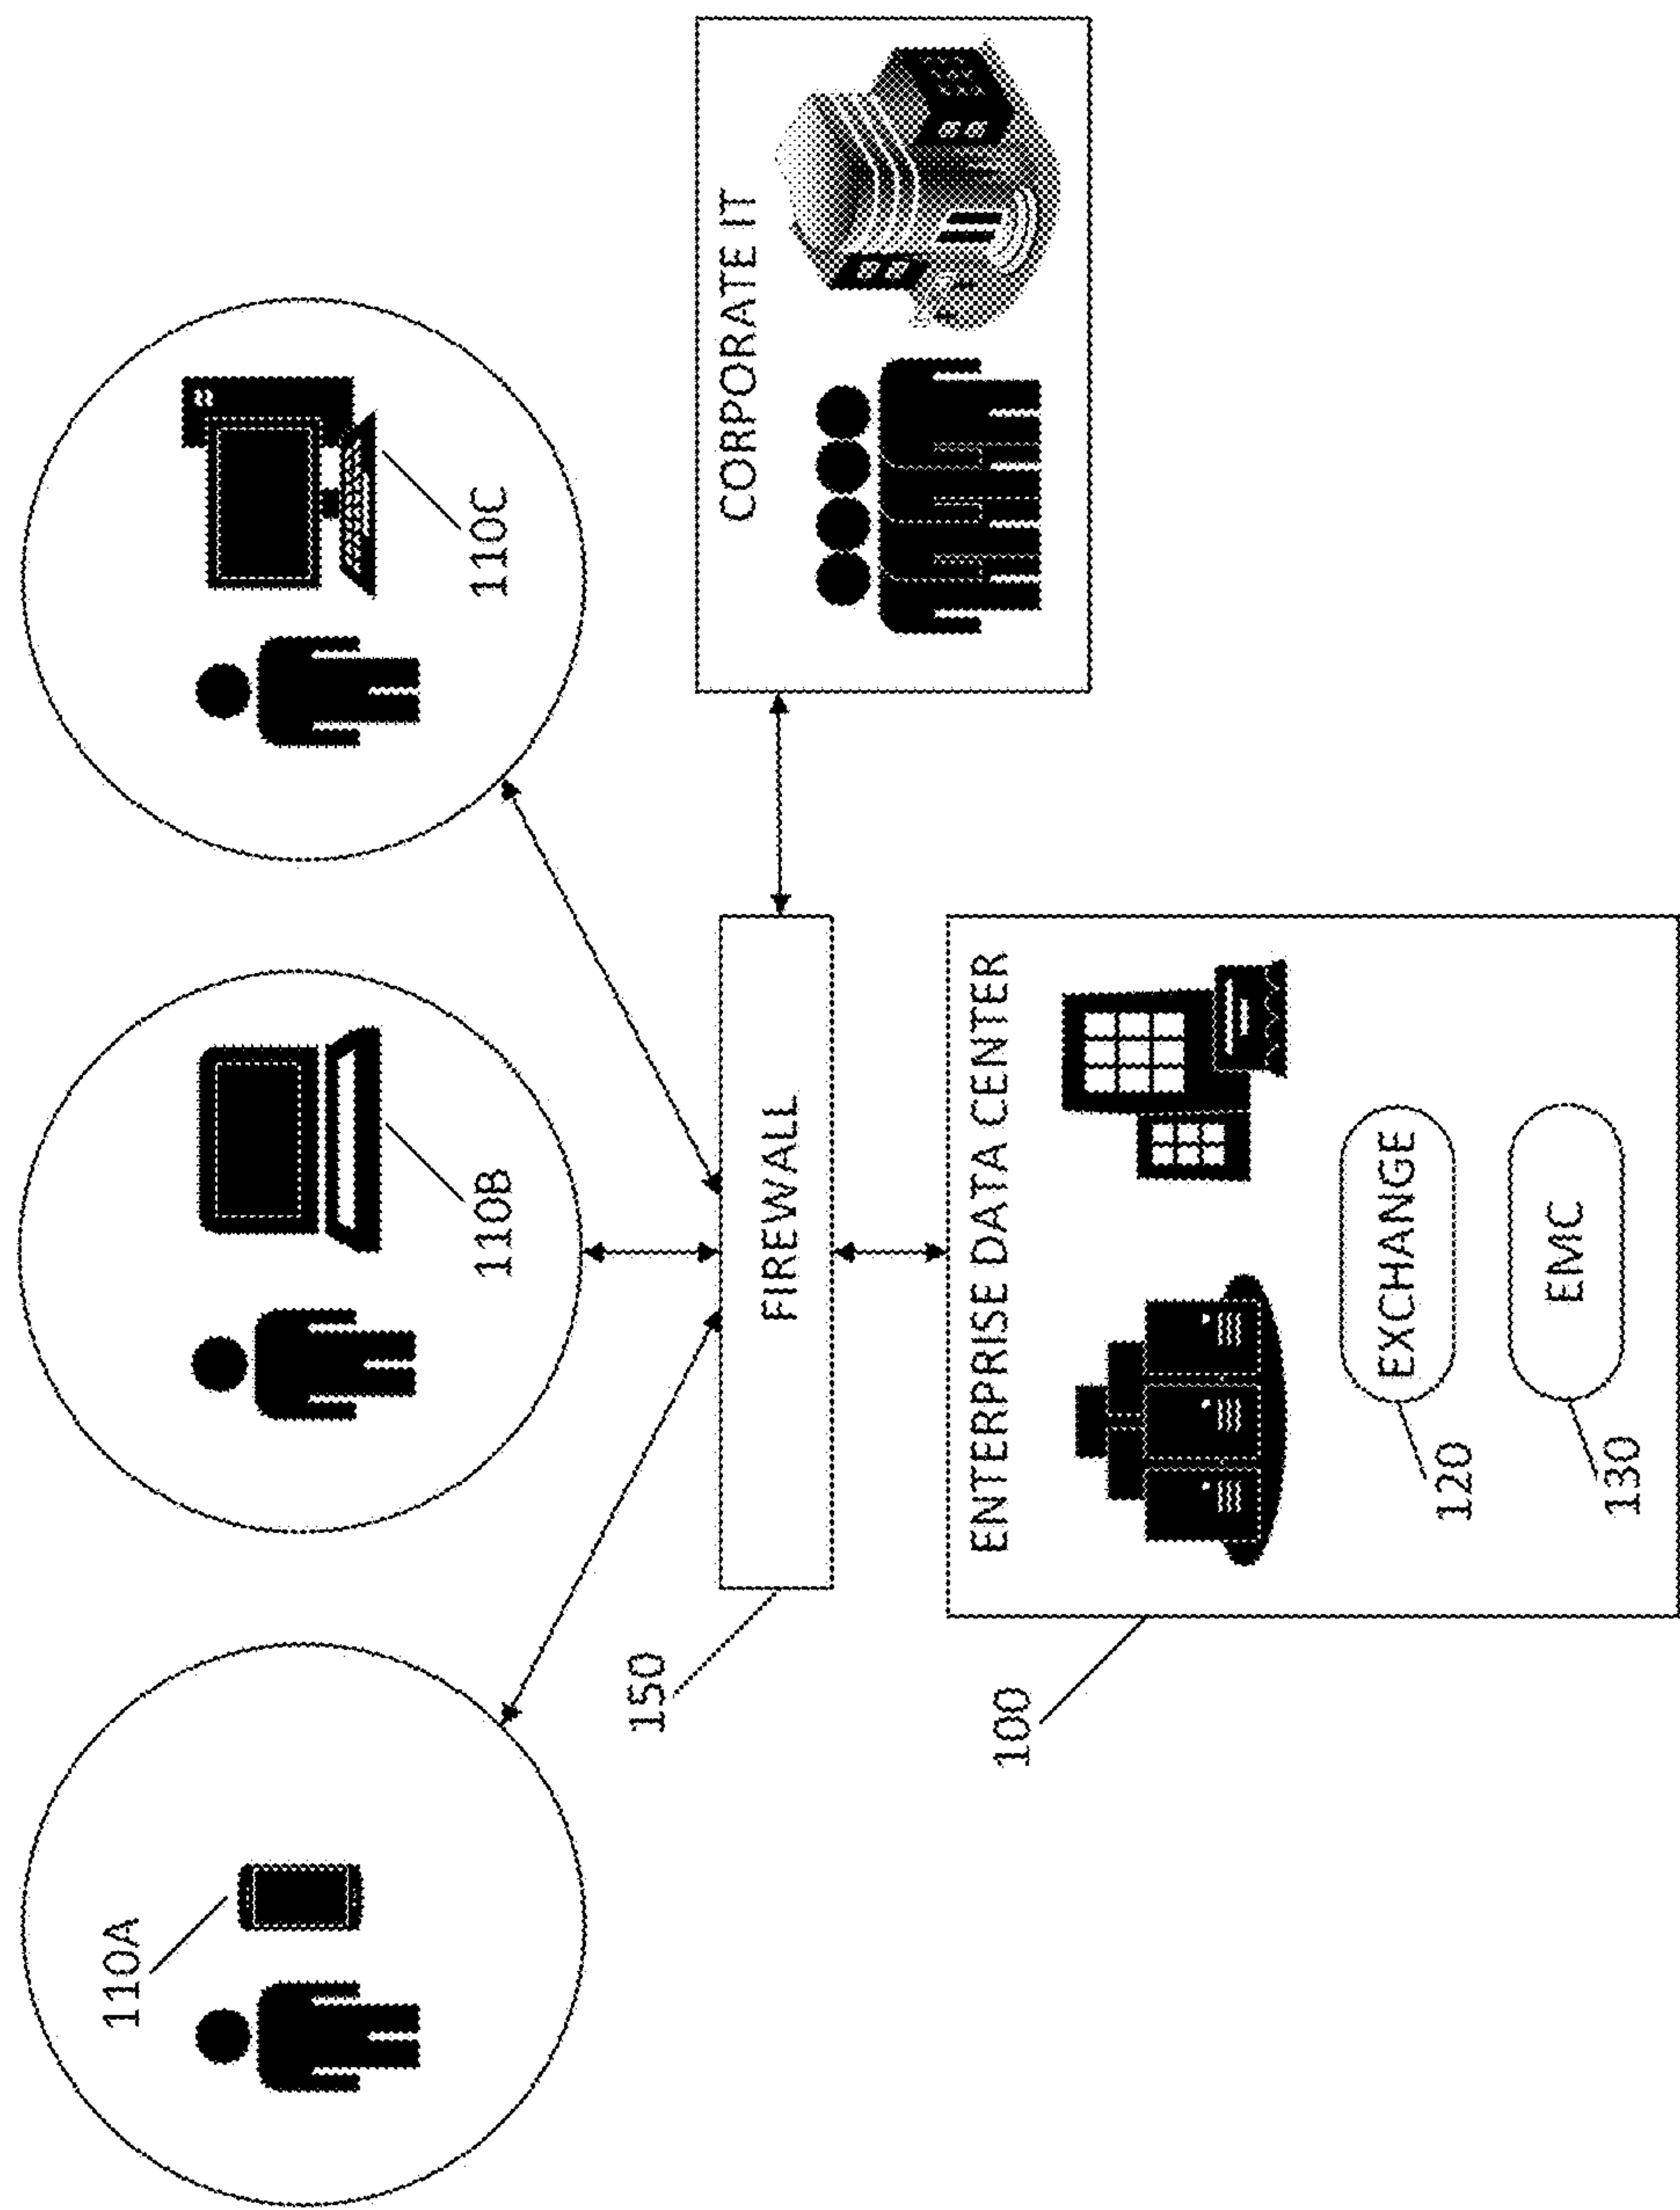 110A
110B
110C
150
FIREWALL
CORPORATE IT
100
ENTERPRISE DATA CENTER
120
EXCHANGE
130
EMC